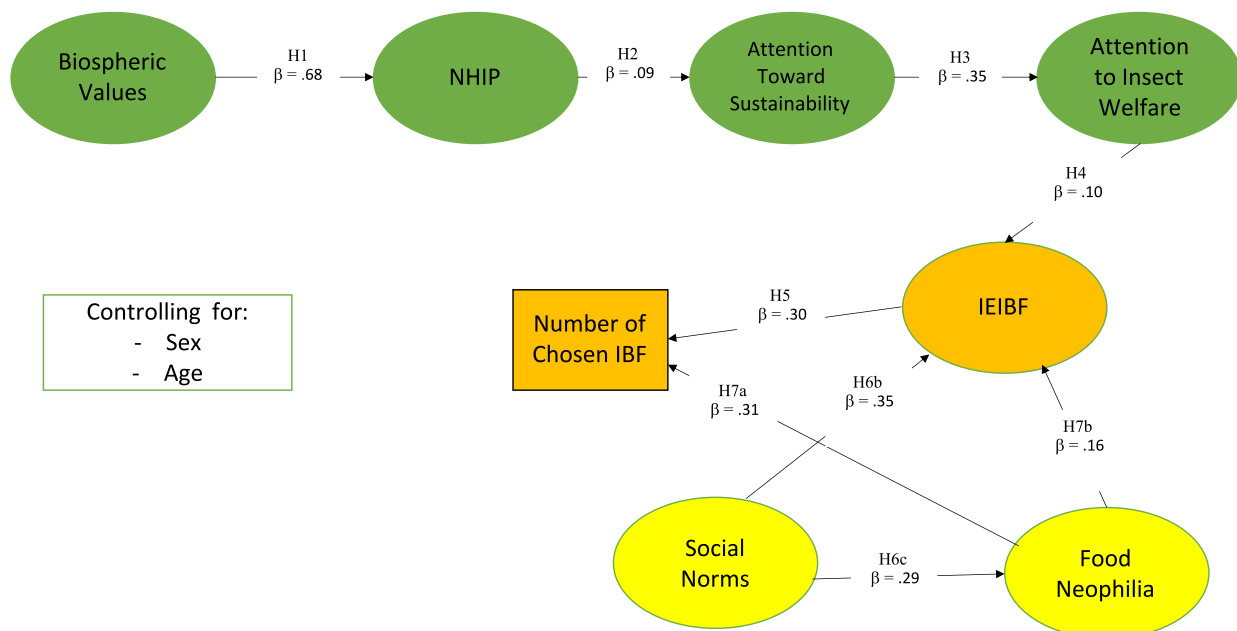 Biospheric
Values
H1
β = .68
NHIP
H2
β = .09
Attention
Toward
Sustainability
H3
β = .35
Attention
to Insect
Welfare
H4
β = .10
Controlling for:
- Sex
- Age
Number of
Chosen IBF
H5
β = .30
IEIBF
H7a
β = .31
H6b
β = .35
H7b
β = .16
Social
Norms
H6c
β = .29
Food
Neophilia